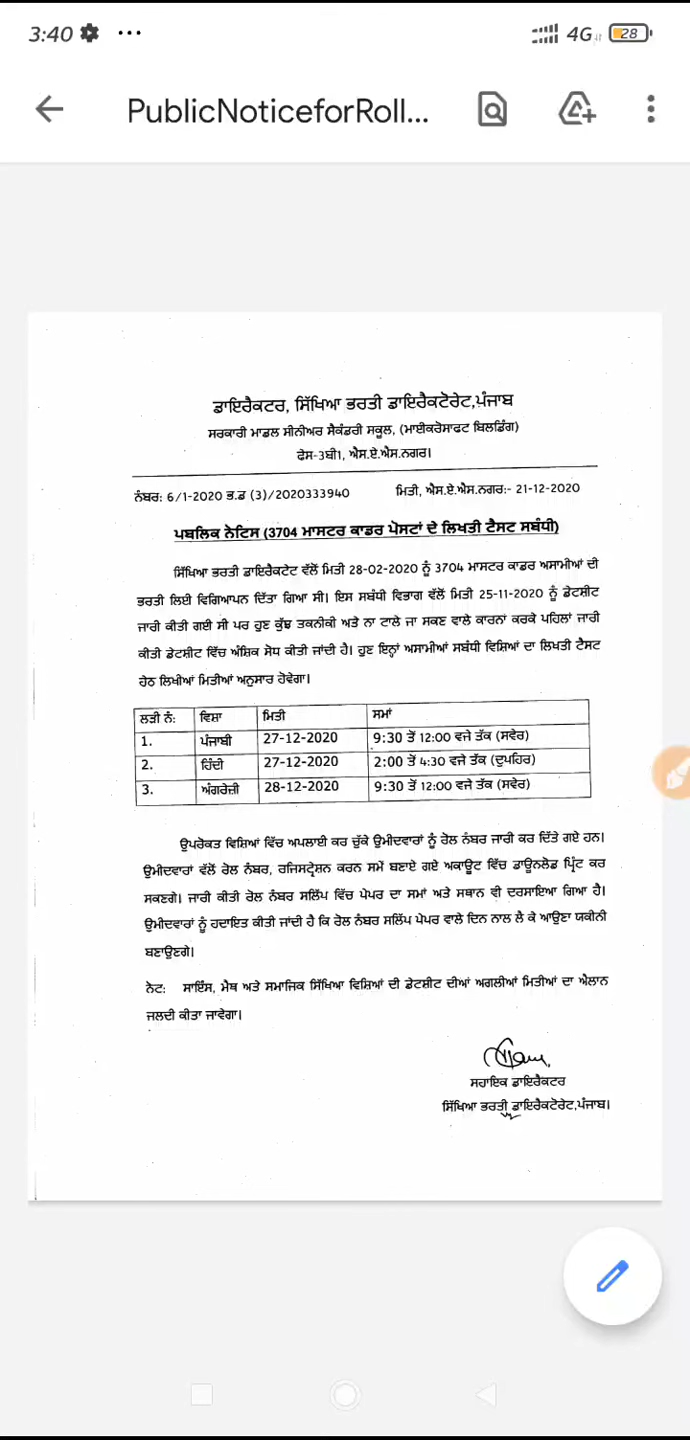 3:40 ... 4G 28
PublicNoticeforRoll...
ਡਾਇਰੈਕਟਰ, ਸਿੱਖਿਆ ਭਰਤੀ ਡਾਇਰੈਕਟੋਰੇਟ,ਪੰਜਾਬ
ਸਰਕਾਰੀ ਮਾਡਲ ਸੀਨੀਅਰ ਸੈਕੰਡਰੀ ਸਕੂਲ, (ਮਾਈਕਰੋਸਾਫਟ ਬਿਲਡਿੰਗ)
ਫੇਸ-3ਬੀ1, ਐਸ.ਏ.ਐਸ.ਨਗਰ।
ਨੰਬਰ: 6/1-2020 ਭ.ਡ (3)/2020333940 ਮਿਤੀ, ਐਸ.ਏ.ਐਸ.ਨਗਰ:- 21-12-2020
ਪਬਲਿਕ ਨੋਟਿਸ (3704 ਮਾਸਟਰ ਕਾਡਰ ਪੋਸਟਾਂ ਦੇ ਲਿਖਤੀ ਟੈਸਟ ਸਬੰਧੀ)
ਸਿੱਖਿਆ ਭਰਤੀ ਡਾਇਰੈਕਟੇਟ ਵੱਲੋਂ ਮਿਤੀ 28-02-2020 ਨੂੰ 3704 ਮਾਸਟਰ ਕਾਡਰ ਅਸਾਮੀਆਂ ਦੀ
ਭਰਤੀ ਲਈ ਵਿਗਿਆਪਨ ਦਿੱਤਾ ਗਿਆ ਸੀ। ਇਸ ਸਬੰਧੀ ਵਿਭਾਗ ਵੱਲੋਂ ਮਿਤੀ 25-11-2020 ਨੂੰ ਡੇਟਸ਼ੀਟ
ਜਾਰੀ ਕੀਤੀ ਗਈ ਸੀ ਪਰ ਹੁਣ ਕੁੱਝ ਤਕਨੀਕੀ ਅਤੇ ਨਾ ਟਾਲੇ ਜਾ ਸਕਣ ਵਾਲੇ ਕਾਰਨਾਂ ਕਰਕੇ ਪਹਿਲਾਂ ਜਾਰੀ
ਕੀਤੀ ਡੇਟਸ਼ੀਟ ਵਿੱਚ ਅੰਸ਼ਿਕ ਸੋਧ ਕੀਤੀ ਜਾਂਦੀ ਹੈ। ਹੁਣ ਇਨ੍ਹਾਂ ਅਸਾਮੀਆਂ ਸਬੰਧੀ ਵਿਸ਼ਿਆਂ ਦਾ ਲਿਖਤੀ ਟੈਸਟ
ਹੇਠ ਲਿਖੀਆਂ ਮਿਤੀਆਂ ਅਨੁਸਾਰ ਹੋਵੇਗਾ।
ਲੜੀ ਨੰ: ਵਿਸ਼ਾ ਮਿਤੀ ਸਮਾਂ
1. ਪੰਜਾਬੀ 27-12-2020 9:30 ਤੋਂ 12:00 ਵਜੇ ਤੱਕ (ਸਵੇਰ)
2. ਹਿੰਦੀ 27-12-2020 2:00 ਤੋਂ 4:30 ਵਜੇ ਤੱਕ (ਦੁਪਹਿਰ)
3. ਅੰਗਰੇਜ਼ੀ 28-12-2020 9:30 ਤੋਂ 12:00 ਵਜੇ ਤੱਕ (ਸਵੇਰ)
ਉਪਰੋਕਤ ਵਿਸ਼ਿਆਂ ਵਿੱਚ ਅਪਲਾਈ ਕਰ ਚੁੱਕੇ ਉਮੀਦਵਾਰਾਂ ਨੂੰ ਰੋਲ ਨੰਬਰ ਜਾਰੀ ਕਰ ਦਿੱਤੇ ਗਏ ਹਨ।
ਉਮੀਦਵਾਰਾਂ ਵੱਲੋਂ ਰੋਲ ਨੰਬਰ, ਰਜਿਸਟ੍ਰੇਸ਼ਨ ਕਰਨ ਸਮੇਂ ਬਣਾਏ ਗਏ ਅਕਾਊਂਟ ਵਿੱਚ ਡਾਊਨਲੋਡ ਪ੍ਰਿੰਟ ਕਰ
ਸਕਣਗੇ। ਜਾਰੀ ਕੀਤੀ ਰੋਲ ਨੰਬਰ ਸਲਿੱਪ ਵਿੱਚ ਪੇਪਰ ਦਾ ਸਮਾਂ ਅਤੇ ਸਥਾਨ ਵੀ ਦਰਸਾਇਆ ਗਿਆ ਹੈ।
ਉਮੀਦਵਾਰਾਂ ਨੂੰ ਹਦਾਇਤ ਕੀਤੀ ਜਾਂਦੀ ਹੈ ਕਿ ਰੋਲ ਨੰਬਰ ਸਲਿੱਪ ਪੇਪਰ ਵਾਲੇ ਦਿਨ ਨਾਲ ਲੈ ਕੇ ਆਉਣਾ ਯਕੀਨੀ
ਬਣਾਉਣਗੇ।
ਨੋਟ: ਸਾਇੰਸ, ਮੈਥ ਅਤੇ ਸਮਾਜਿਕ ਸਿੱਖਿਆ ਵਿਸ਼ਿਆਂ ਦੀ ਡੇਟਸ਼ੀਟ ਦੀਆਂ ਅਗਲੀਆਂ ਮਿਤੀਆਂ ਦਾ ਐਲਾਨ
ਜਲਦੀ ਕੀਤਾ ਜਾਵੇਗਾ।
ਸਹਾਇਕ ਡਾਇਰੈਕਟਰ
ਸਿੱਖਿਆ ਭਰਤੀ ਡਾਇਰੈਕਟੋਰੇਟ,ਪੰਜਾਬ।